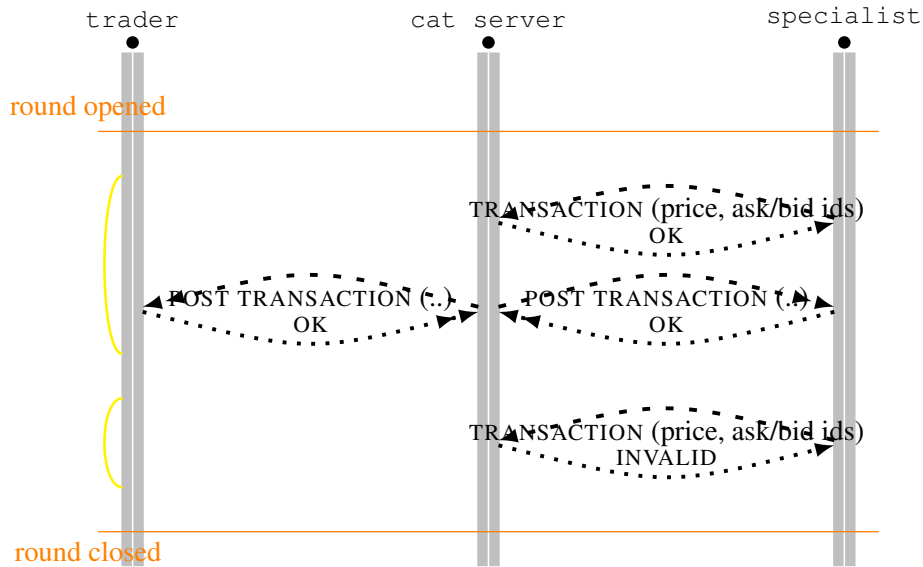 trader cat server specialist
round opened
TRANSACTION (price, ask/bid ids)
OK
POST TRANSACTION (..) POST TRANSACTION (..)
OK OK
TRANSACTION (price, ask/bid ids)
INVALID
round closed